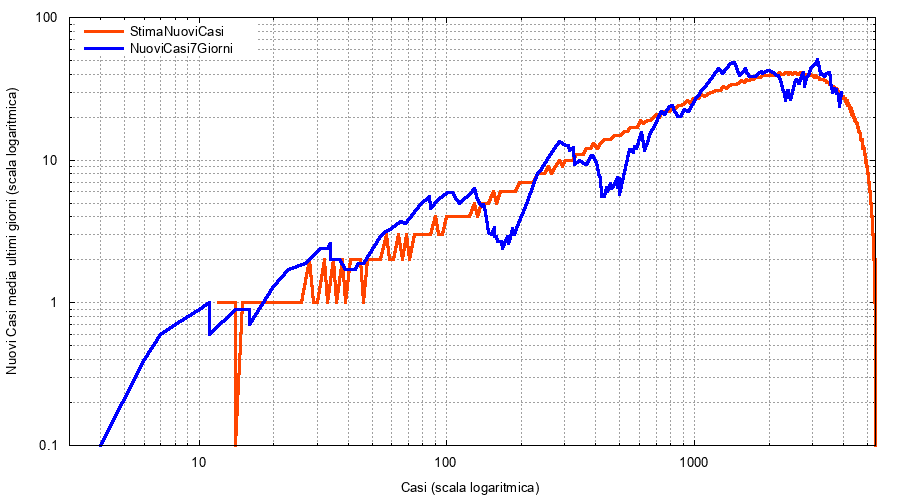 100
StimaNuoviCasi
NuoviCasi7Giorni
10
1
0.1
Nuovi Casi media ultimi giorni (scala logaritmica)
10
100
1000
Casi (scala logaritmica)